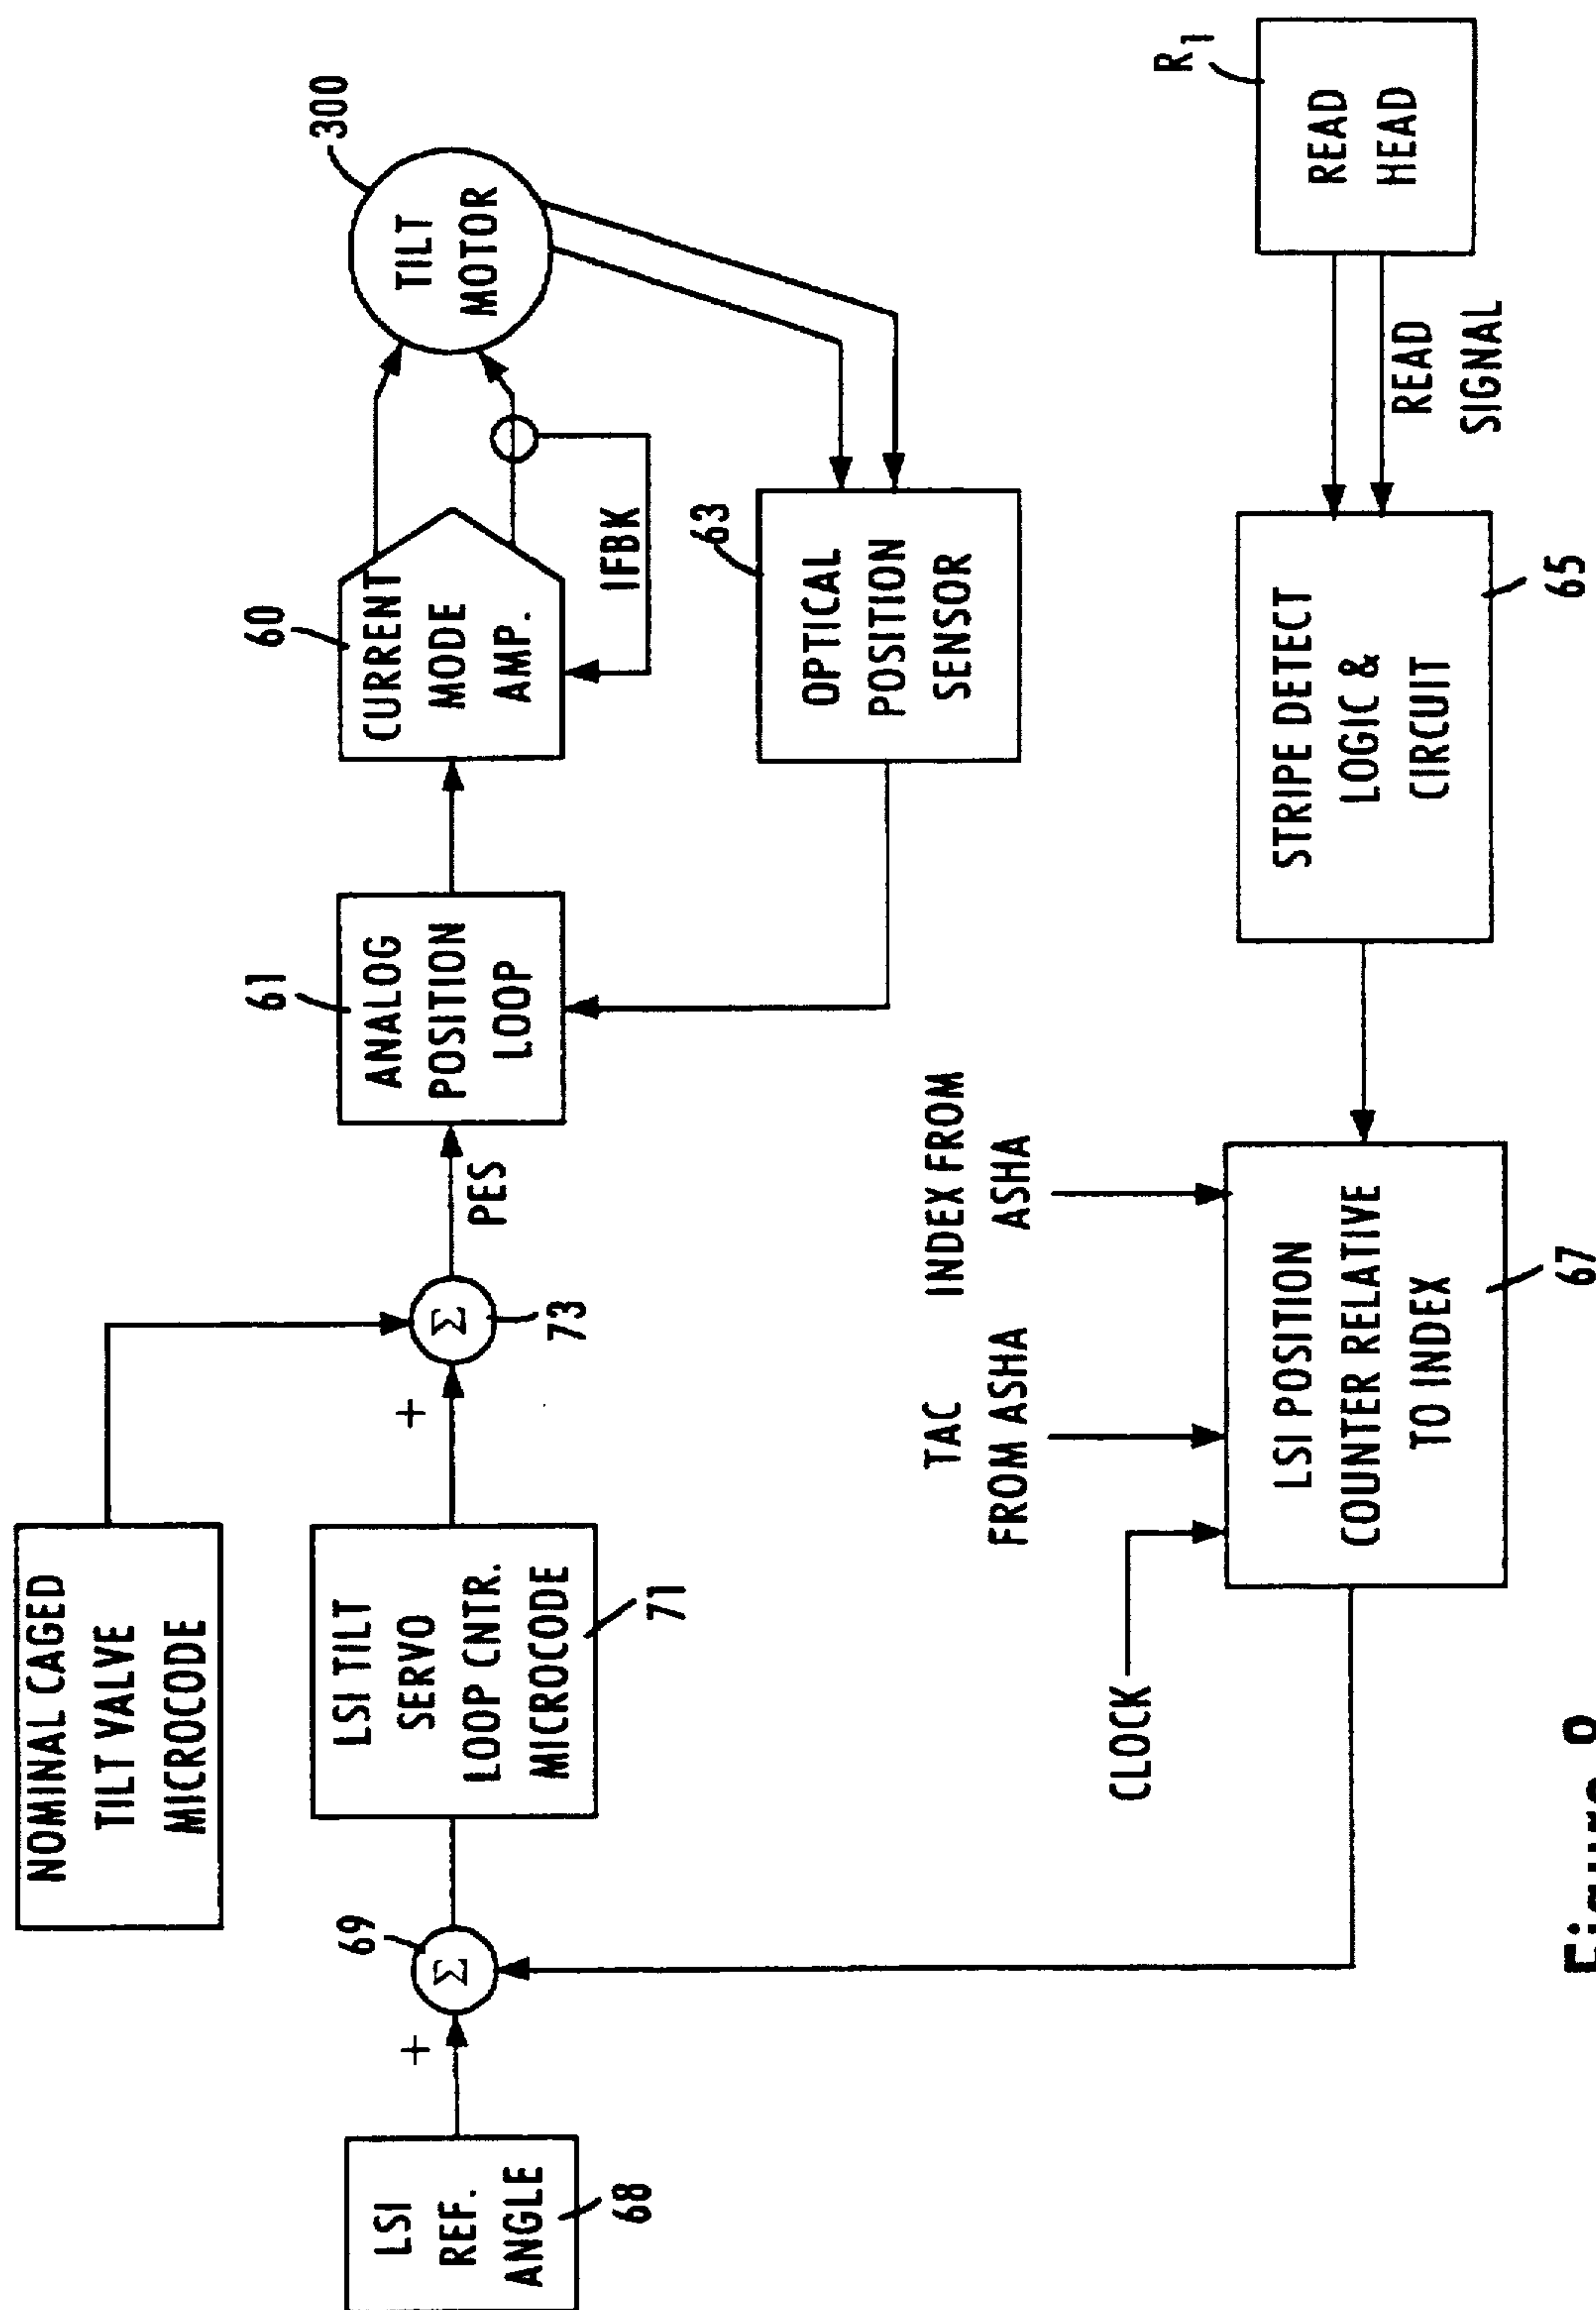 NOMINAL CAGED
TILT VALVE
MICROCODE
LSI
REF.
ANGLE
68
+
69
Σ
LSI TILT
SERVO
LOOP CNTR.
MICROCODE
71
+
Σ
73
PES
61
ANALOG
POSITION
LOOP
60
CURRENT
MODE
AMP.
IFBK
300
TILT
MOTOR
63
OPTICAL
POSITION
SENSOR
CLOCK
TAC
FROM ASHA
INDEX FROM
ASHA
LSI POSITION
COUNTER RELATIVE
TO INDEX
67
STRIPE DETECT
LOGIC &
CIRCUIT
65
READ
SIGNAL
R1
READ
HEAD
Figure